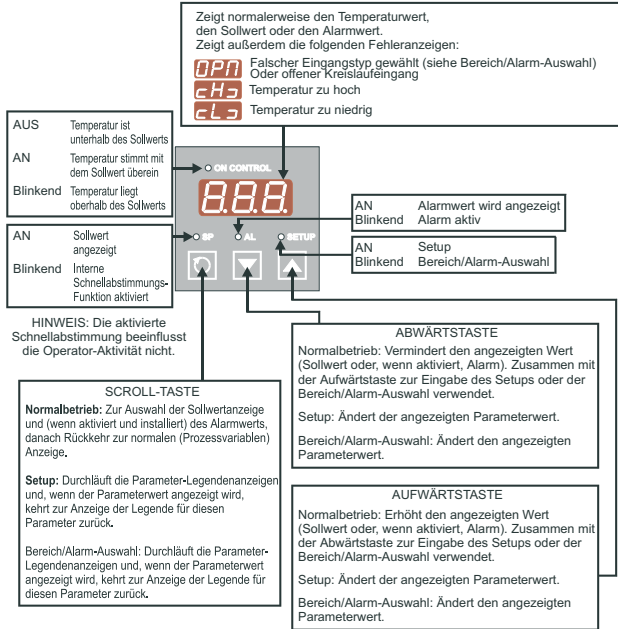 Zeigt normalerweise den Temperaturwert,
den Sollwert oder den Alarmwert.
Zeigt außerdem die folgenden Fehleranzeigen:
OPN Falscher Eingangstyp gewählt (siehe Bereich/Alarm-Auswahl)
Oder offener Kreislaufeingang
cHɔ Temperatur zu hoch
cLɔ Temperatur zu niedrig
AUS Temperatur ist
unterhalb des Sollwerts
AN Temperatur stimmt mit
dem Sollwert überein
Blinkend Temperatur liegt
oberhalb des Sollwerts
ON CONTROL
8.8.8.
SP AL SETUP
AN Alarmwert wird angezeigt
Blinkend Alarm aktiv
AN Setup
Blinkend Bereich/Alarm-Auswahl
AN Sollwert
angezeigt
Blinkend Interne
Schnellabstimmungs-
Funktion aktiviert
HINWEIS: Die aktivierte
Schnellabstimmung beeinflusst
die Operator-Aktivität nicht.
SCROLL-TASTE
Normalbetrieb: Zur Auswahl der Sollwertanzeige
und (wenn aktiviert und installiert) des Alarmwerts,
danach Rückkehr zur normalen (Prozessvariablen)
Anzeige.
Setup: Durchläuft die Parameter-Legendenanzeigen
und, wenn der Parameterwert angezeigt wird,
kehrt zur Anzeige der Legende für diesen
Parameter zurück.
Bereich/Alarm-Auswahl: Durchläuft die Parameter-
Legendenanzeigen und, wenn der Parameterwert
angezeigt wird, kehrt zur Anzeige der Legende für
diesen Parameter zurück.
ABWÄRTSTASTE
Normalbetrieb: Vermindert den angezeigten Wert
(Sollwert oder, wenn aktiviert, Alarm). Zusammen mit
der Aufwärtstaste zur Eingabe des Setups oder der
Bereich/Alarm-Auswahl verwendet.
Setup: Ändert der angezeigten Parameterwert.
Bereich/Alarm-Auswahl: Ändert den angezeigten
Parameterwert.
AUFWÄRTSTASTE
Normalbetrieb: Erhöht den angezeigten Wert
(Sollwert oder, wenn aktiviert, Alarm). Zusammen mit
der Abwärtstaste zur Eingabe des Setups oder der
Bereich/Alarm-Auswahl verwendet.
Setup: Ändert der angezeigten Parameterwert.
Bereich/Alarm-Auswahl: Ändert den angezeigten
Parameterwert.